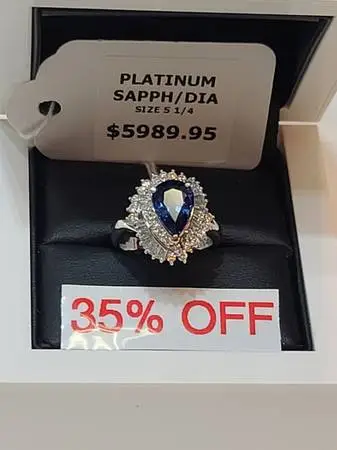 PLATINUM
SAPPH/DIA
SIZE 5 1/4
$5989.95
35% OFF